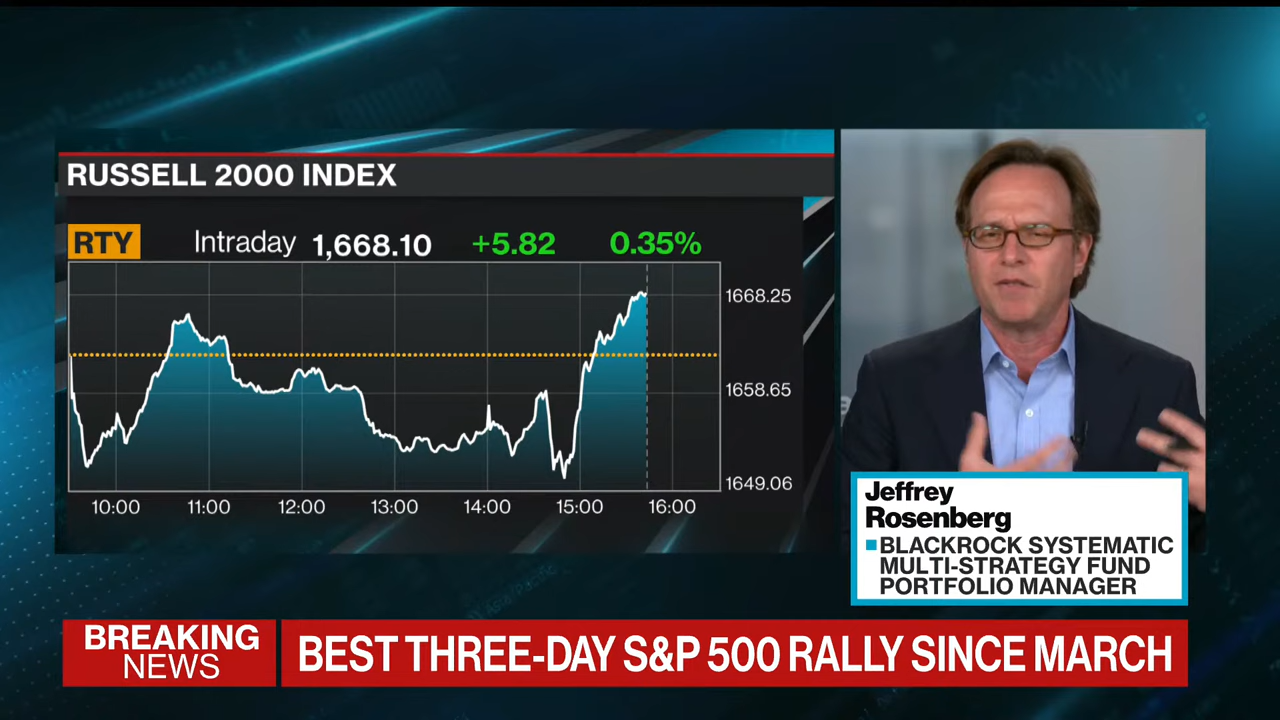 RUSSELL 2000 INDEX
RTY Intraday 1,668.10 +5.82 0.35%
1668.25
1658.65
1649.06
10:00 11:00 12:00 13:00 14:00 15:00 16:00
Jeffrey
Rosenberg
BLACKROCK SYSTEMATIC
MULTI-STRATEGY FUND
PORTFOLIO MANAGER
BREAKING
NEWS
BEST THREE-DAY S&P 500 RALLY SINCE MARCH